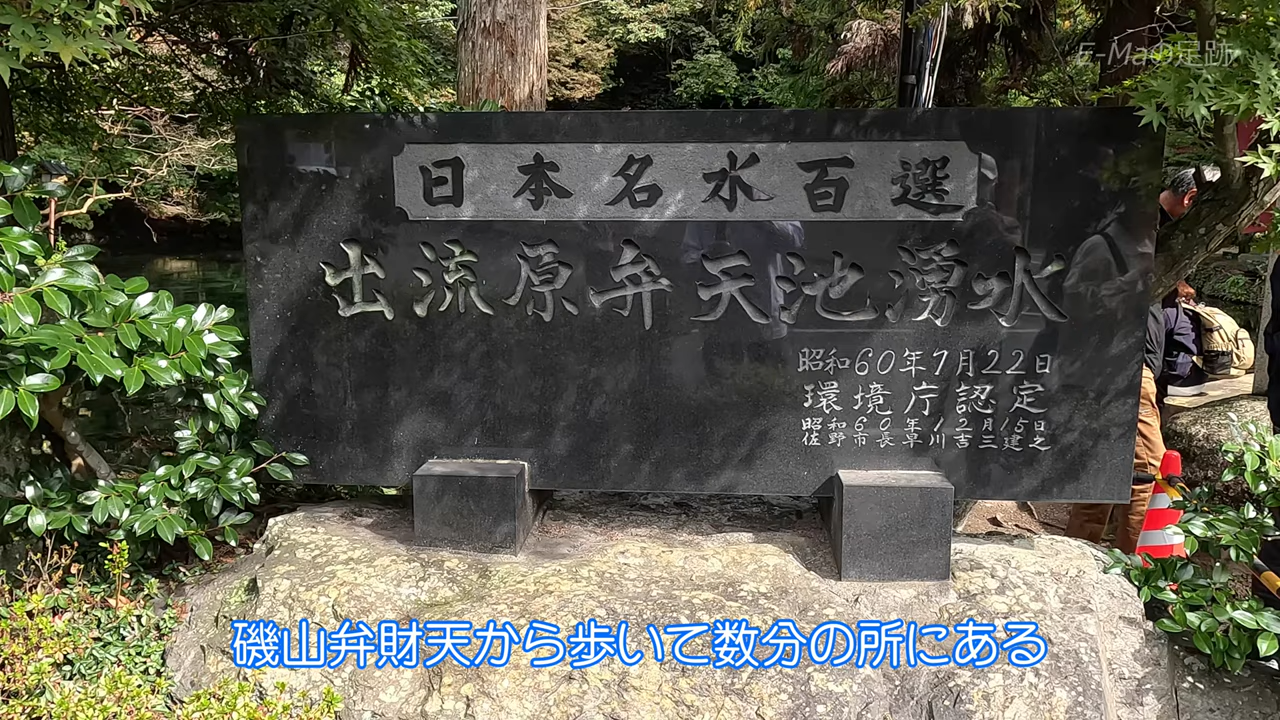 E-Maの足跡
日本名水百選
出流原弁天池湧水
昭和60年7月22日
環境庁認定
昭和60年12月15日
佐野市長草川吉三建之
磯山弁財天から歩いて数分の所にある